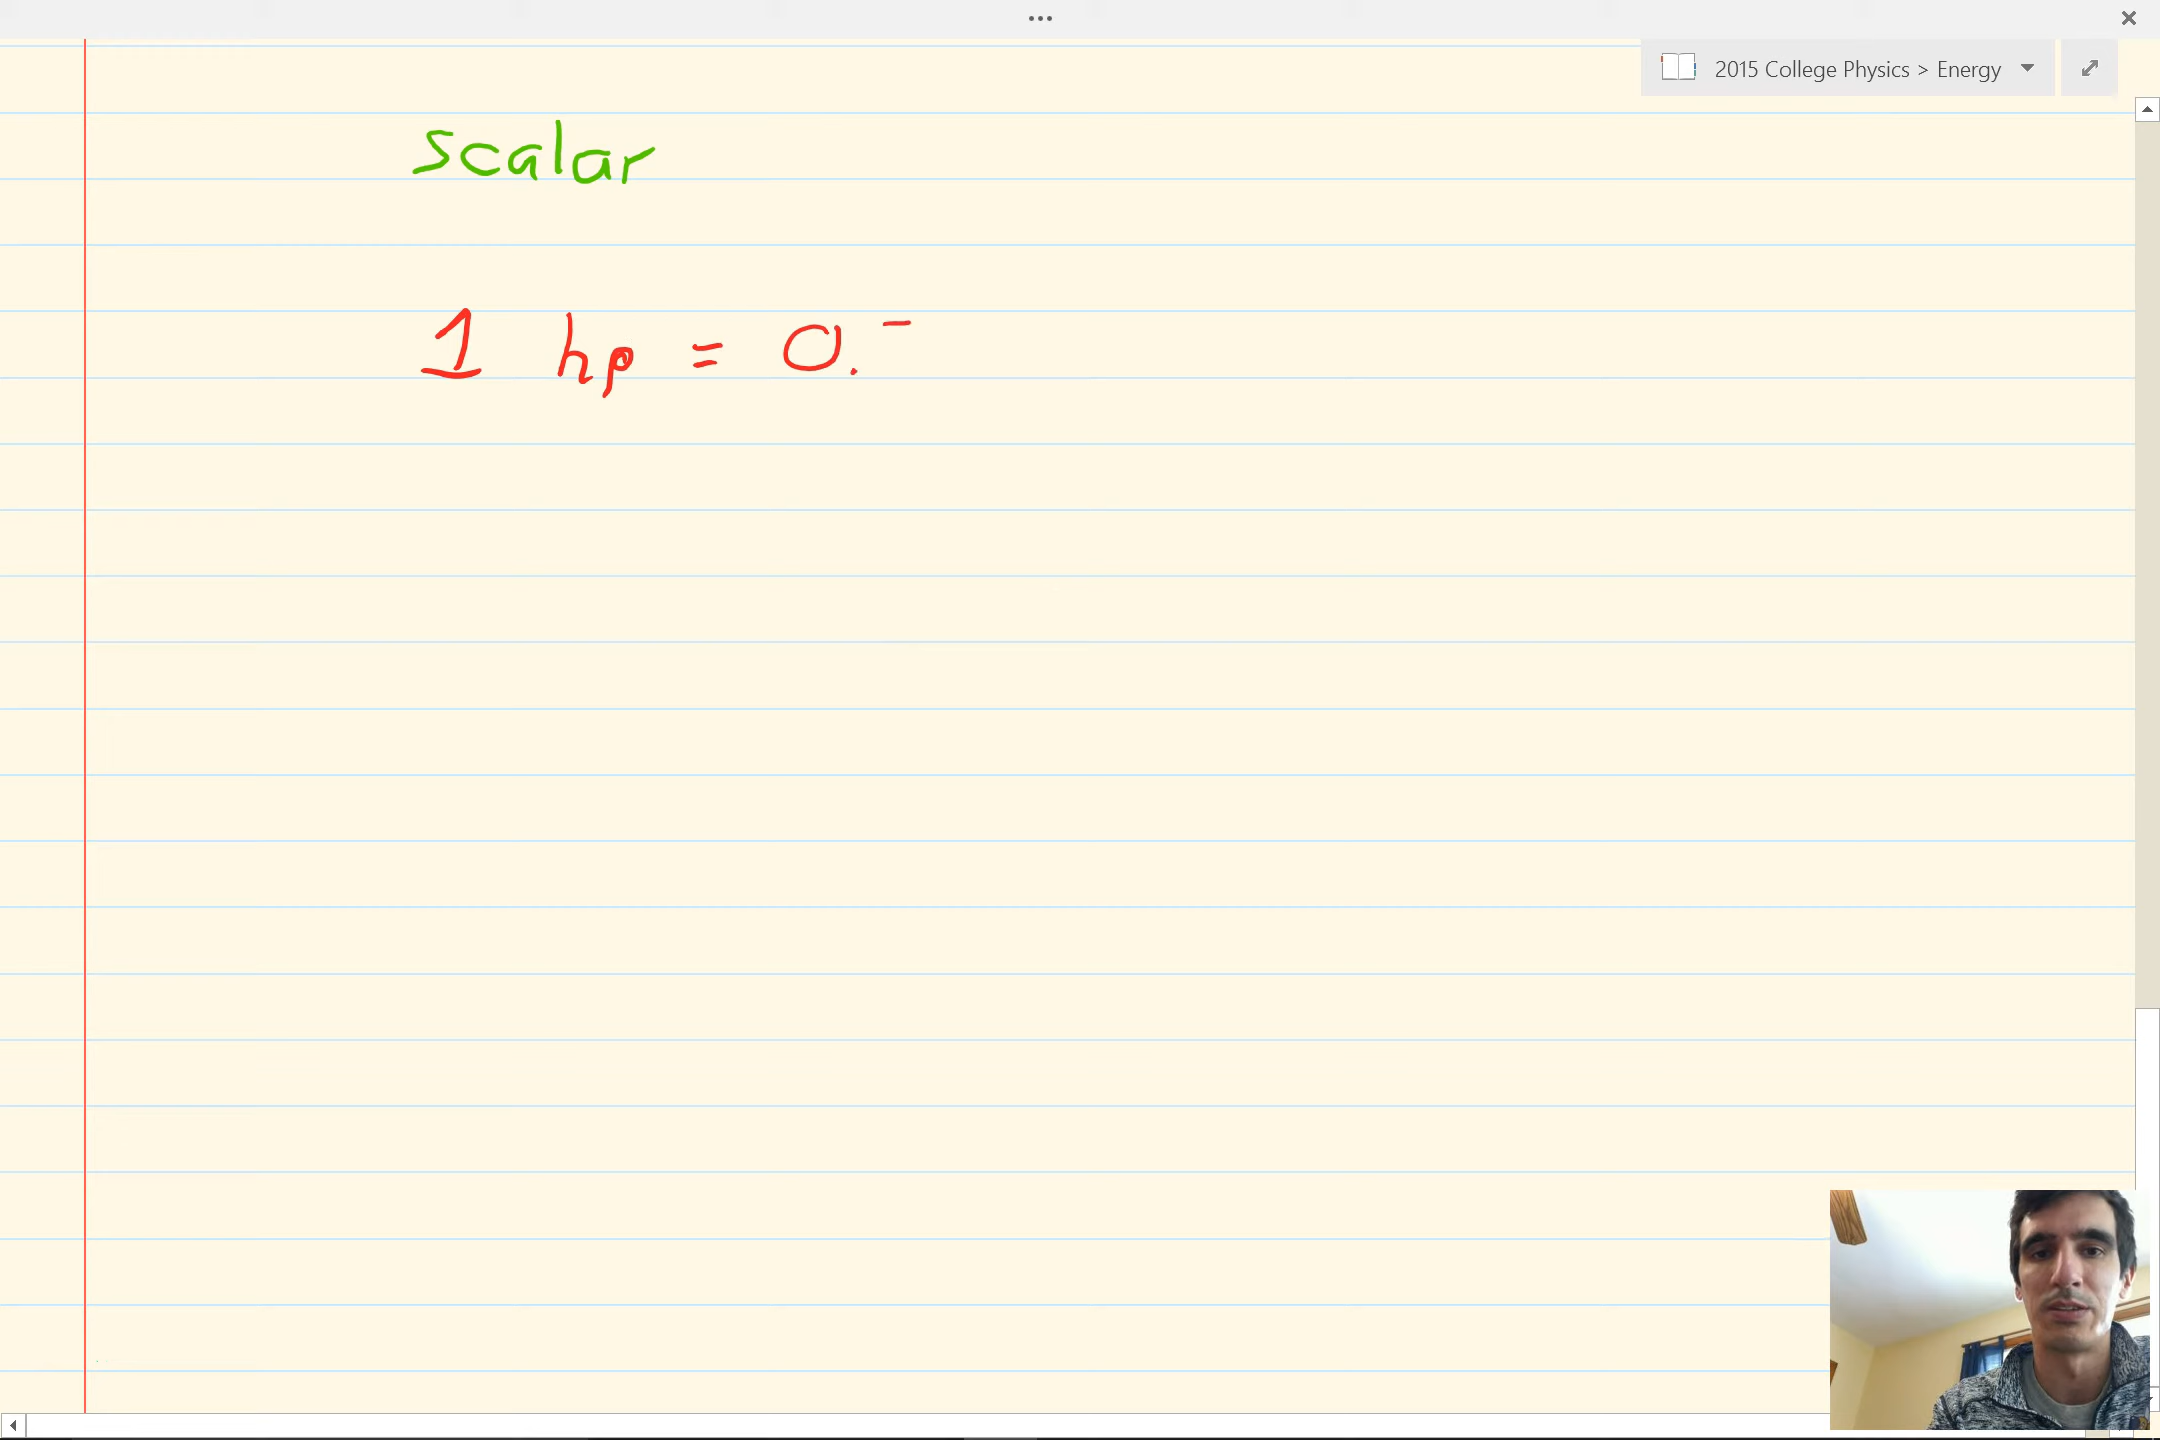 2015 College Physics > Energy
scalar
1 hp = 0.